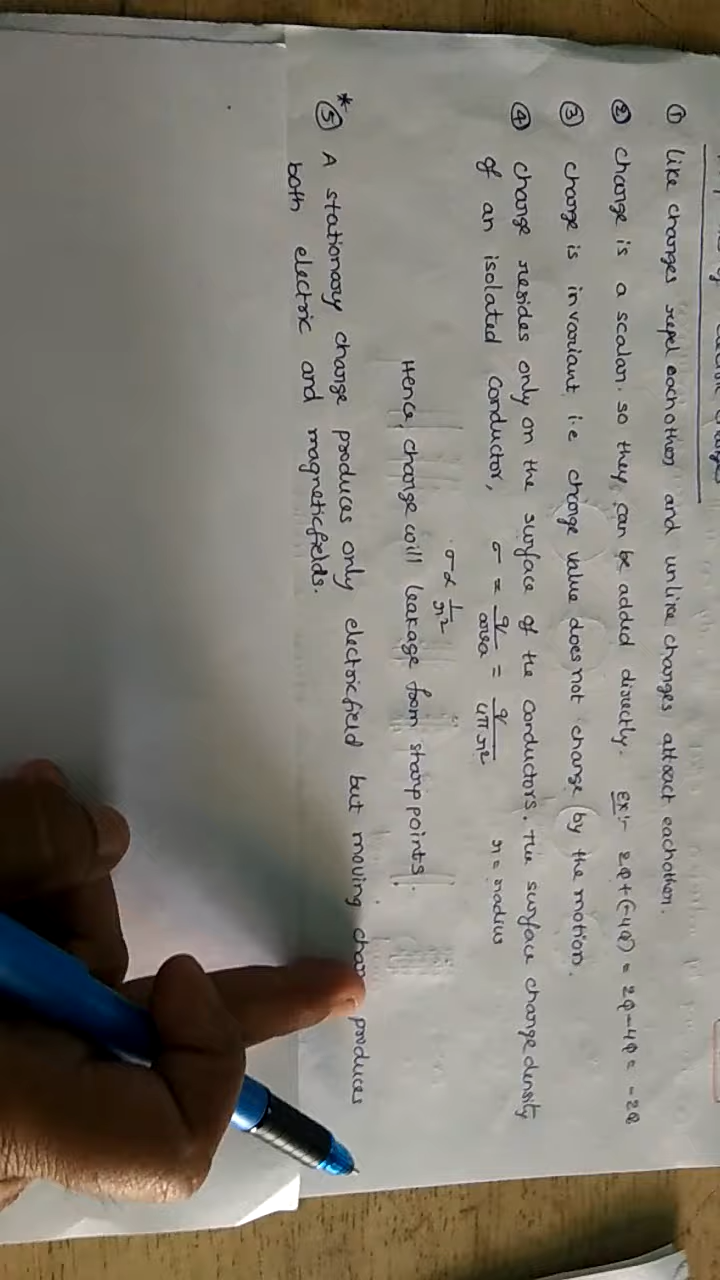 ① Like charges repel eachother and unlike charges attract eachother.
② charge is a scalar. so they can be added directly. Ex:- 2Q+(-4Q) = 2Q-4Q = -2Q
③ charge is invariant i.e charge value does not change by the motion.
④ charge resides only on the surface of the conductors. The surface charge density
of an isolated conductor, σ = q/area = q/4πr² r = radius
σ ∝ 1/r²
Hence, charge will leakage from sharp points.
*⑤ A stationary charge produces only electricfield but moving produces
both electric and magneticfields.